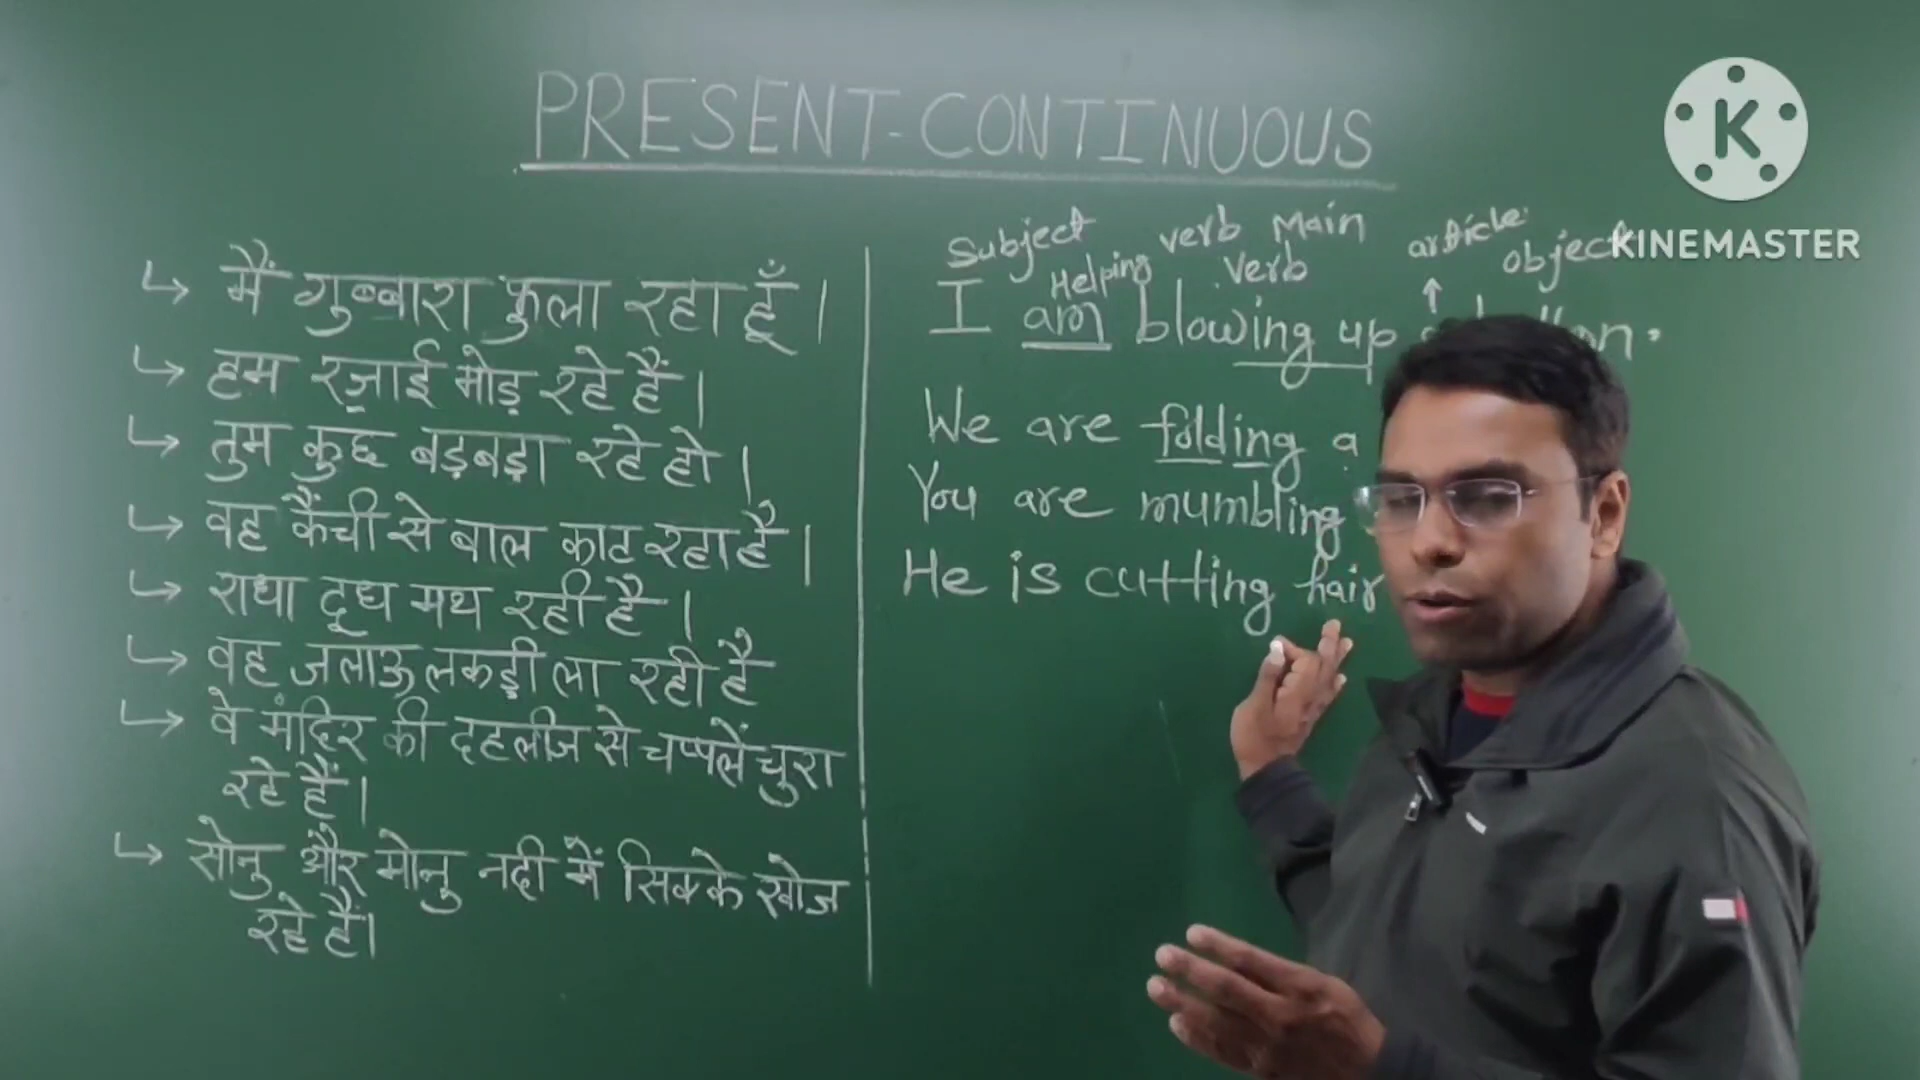 PRESENT-CONTINUOUS
K
KINEMASTER
मैं गुब्बारा फुला रहा हूँ।
हम रज़ाई मोड़ रहे हैं।
तुम कुछ बड़बड़ा रहे हो।
वह कैंची से बाल काट रहा है।
राधा दूध मथ रही है।
वह जलाऊ लकड़ी ला रही है
वे मंदिर की दहलीज से चप्पलें चुरा
रहे हैं।
सोनु और मोनु नदी में सिक्के खोज
रहे हैं।
Subject Helping verb Main Verb article object
I am blowing up
We are folding a
You are mumbling
He is cutting hair